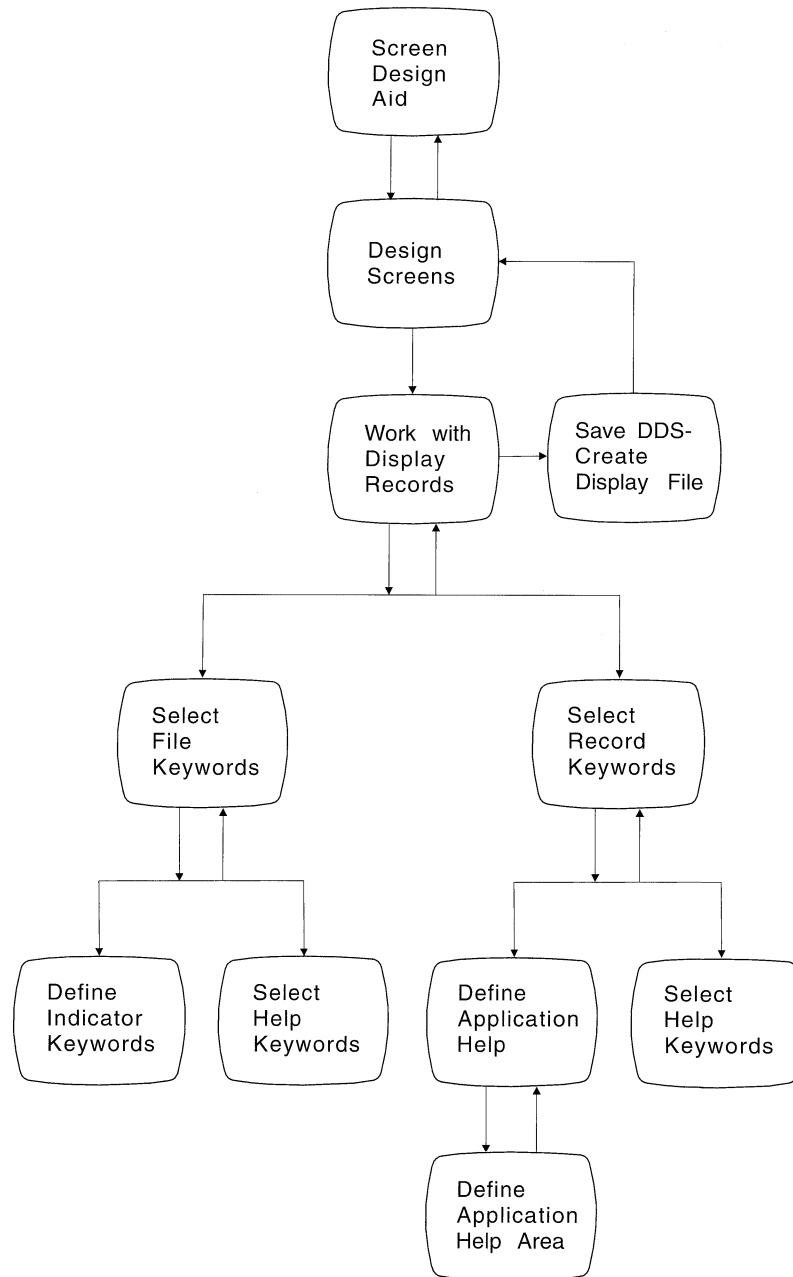 Screen
Design
Aid
Design
Screens
Work with
Display
Records
Save DDS-
Create
Display File
Select
File
Keywords
Select
Record
Keywords
Define
Indicator
Keywords
Select
Help
Keywords
Define
Application
Help
Select
Help
Keywords
Define
Application
Help Area